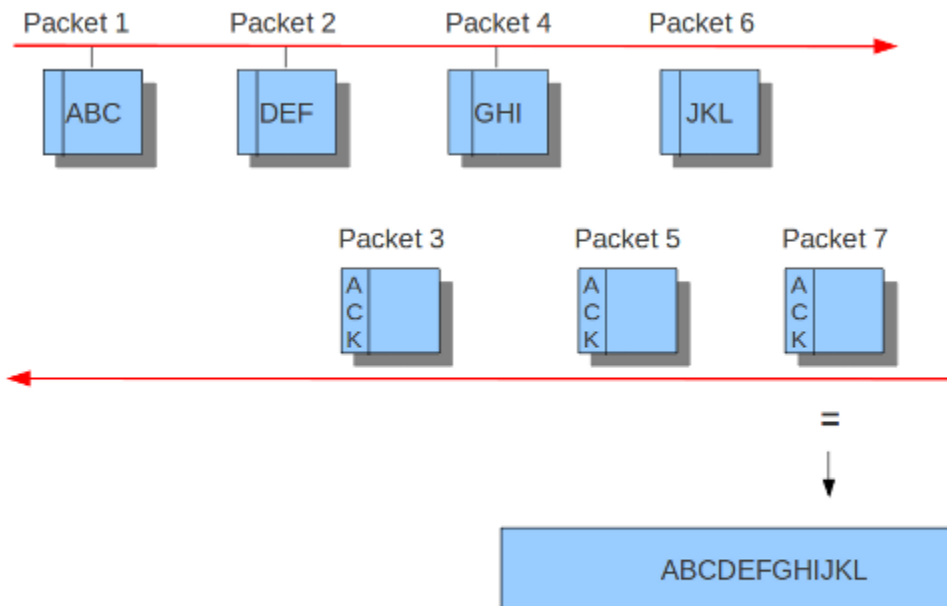 Packet 1 Packet 2 Packet 4 Packet 6
ABC DEF GHI JKL
Packet 3 Packet 5 Packet 7
A A A
C C C
K K K
=
ABCDEFGHIJKL